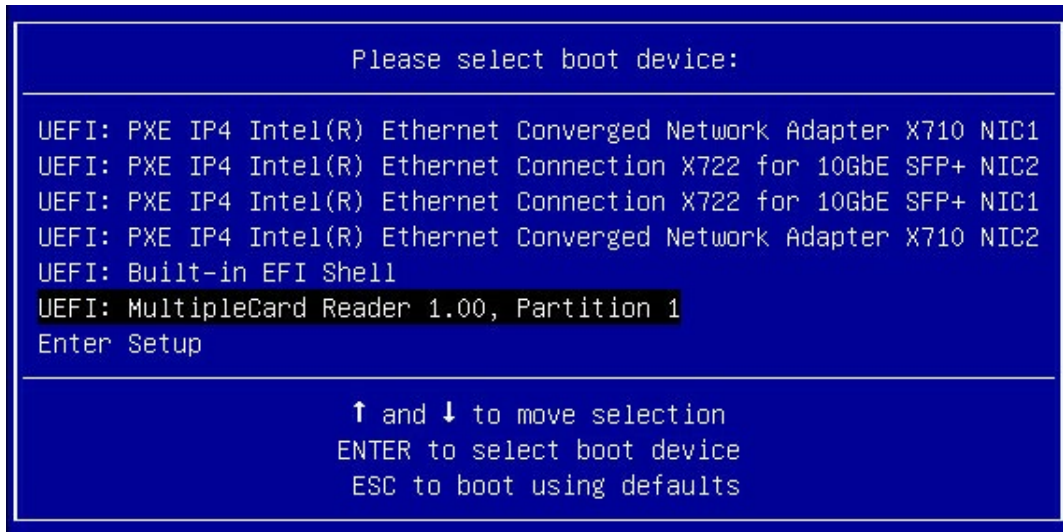 Please select boot device:
UEFI: PXE IP4 Intel(R) Ethernet Converged Network Adapter X710 NIC1
UEFI: PXE IP4 Intel(R) Ethernet Connection X722 for 10GbE SFP+ NIC2
UEFI: PXE IP4 Intel(R) Ethernet Connection X722 for 10GbE SFP+ NIC1
UEFI: PXE IP4 Intel(R) Ethernet Converged Network Adapter X710 NIC2
UEFI: Built-in EFI Shell
UEFI: MultipleCard Reader 1.00, Partition 1
Enter Setup
↑ and ↓ to move selection
ENTER to select boot device
ESC to boot using defaults